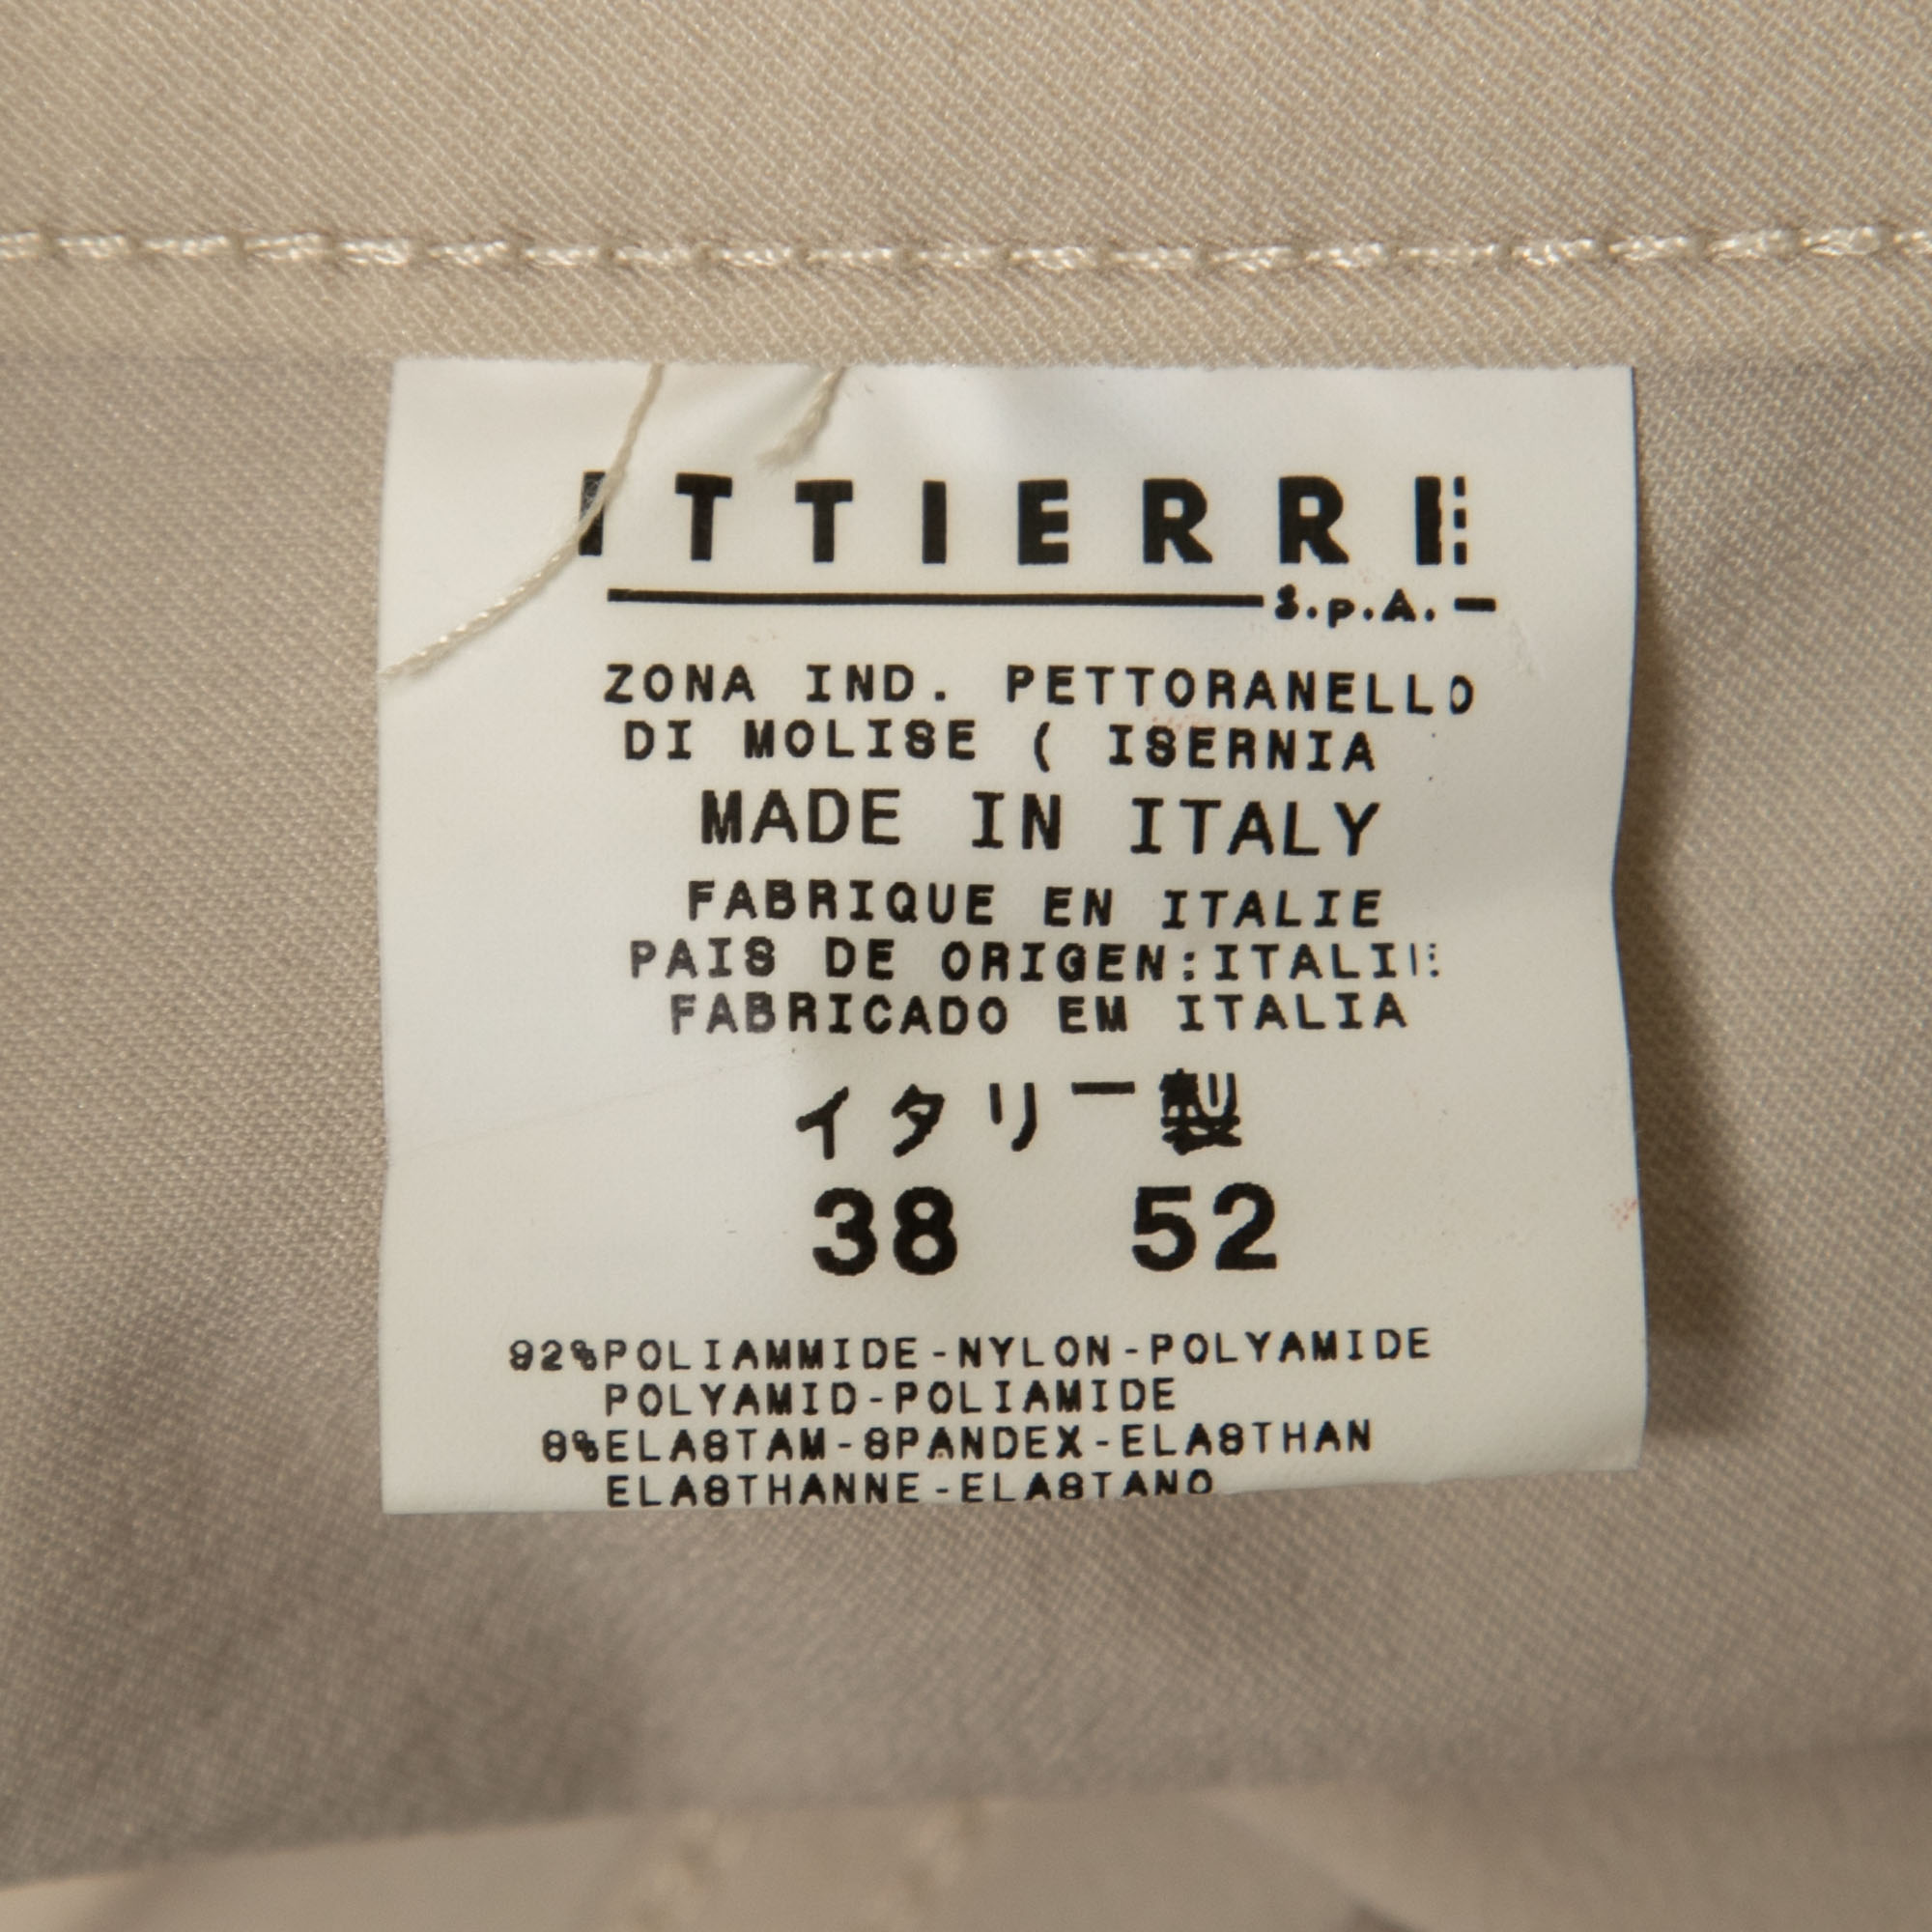 ITTIERRE
S.p.A.
ZONA IND. PETTORANELLO
DI MOLISE ( ISERNIA
MADE IN ITALY
FABRIQUE EN ITALIE
PAIS DE ORIGEN:ITALIE
FABRICADO EM ITALIA
イタリー製
38 52
92%POLIAMMIDE-NYLON-POLYAMIDE
POLYAMID-POLIAMIDE
8%ELASTAM-SPANDEX-ELASTHAN
ELASTHANNE-ELASTANO